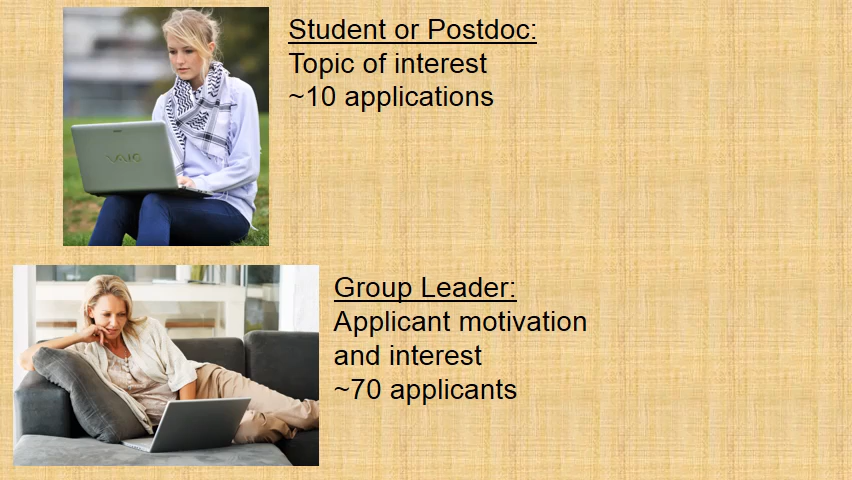 Student or Postdoc:
Topic of interest
~10 applications
VAIO
Group Leader:
Applicant motivation
and interest
~70 applicants